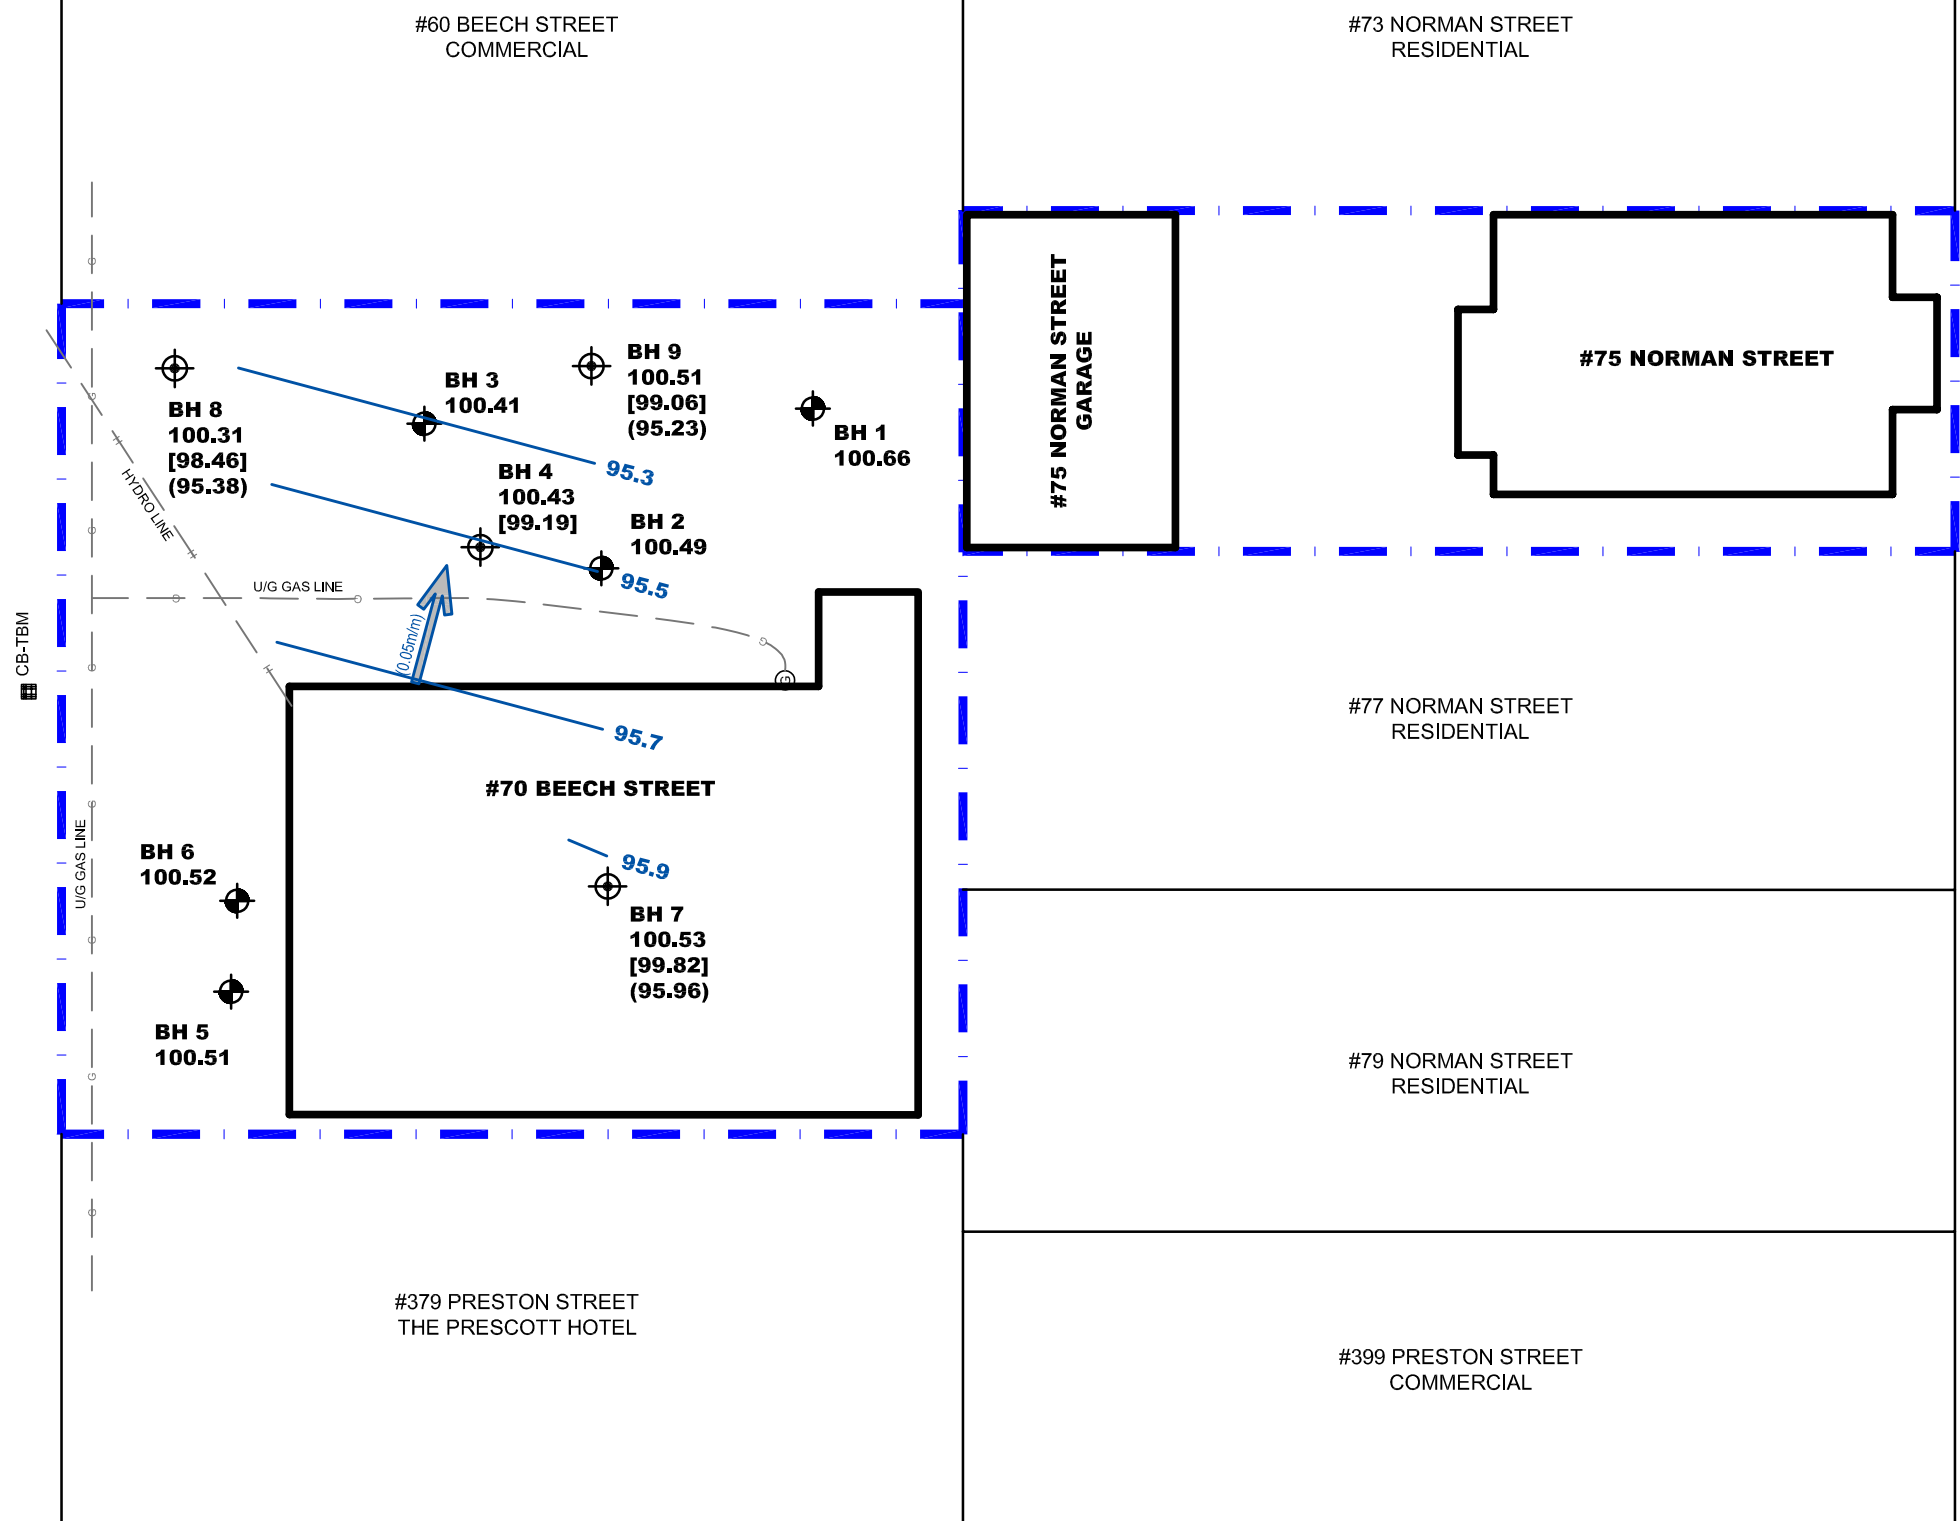 #60 BEECH STREET
COMMERCIAL
#73 NORMAN STREET
RESIDENTIAL
BH 9
100.51
[99.06]
(95.23)
BH 3
100.41
BH 8
100.31
[98.46]
(95.38)
BH 1
100.66
95.3
BH 4
100.43
[99.19]
BH 2
100.49
95.5
#75 NORMAN STREET
GARAGE
#75 NORMAN STREET
H
HYDRO LINE
H
H
U/G GAS LINE
G
G
G
G
(0.05m/m)
CB-TBM
95.7
#70 BEECH STREET
#77 NORMAN STREET
RESIDENTIAL
G
G
G
G
G
G
G
G
U/G GAS LINE
BH 6
100.52
95.9
BH 7
100.53
[99.82]
(95.96)
BH 5
100.51
#79 NORMAN STREET
RESIDENTIAL
#379 PRESTON STREET
THE PRESCOTT HOTEL
#399 PRESTON STREET
COMMERCIAL